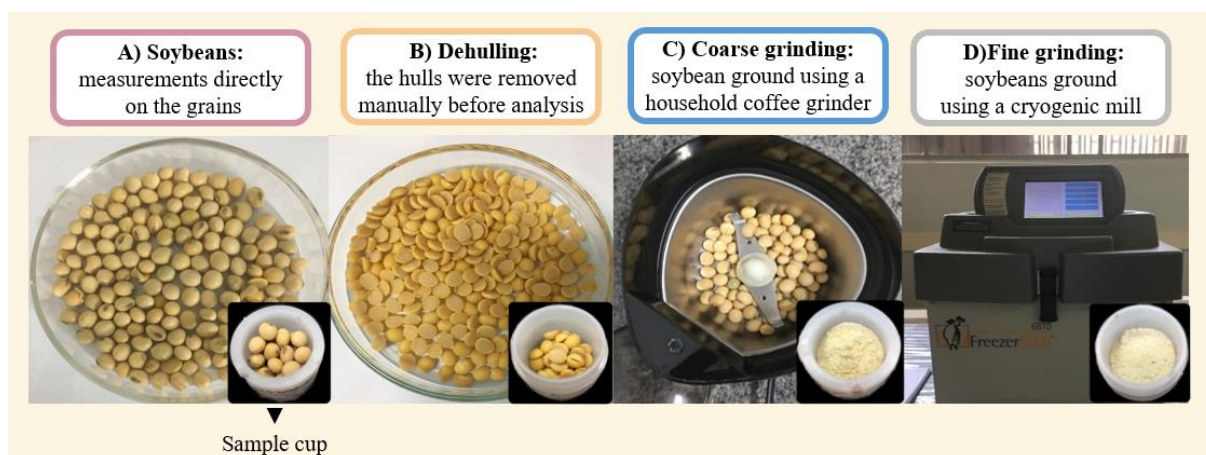 A) Soybeans:
measurements directly
on the grains
B) Dehulling:
the hulls were removed
manually before analysis
C) Coarse grinding:
soybean ground using a
household coffee grinder
D)Fine grinding:
soybeans ground
using a cryogenic mill
6870
Freezer
Sample cup